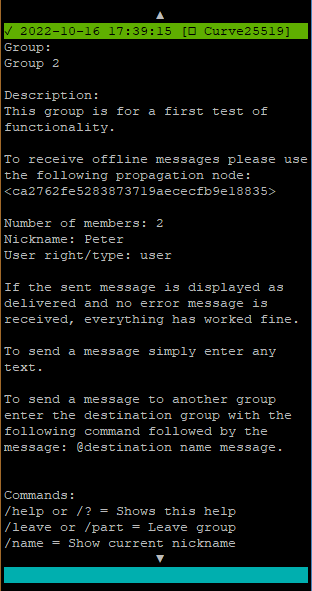 ▲
✓ 2022-10-16 17:39:15 [□ Curve25519]
Group:
Group 2
Description:
This group is for a first test of
functionality.
To receive offline messages please use
the following propagation node:
<ca2762fe5283873719aececfb9e18835>
Number of members: 2
Nickname: Peter
User right/type: user
If the sent message is displayed as
delivered and no error message is
received, everything has worked fine.
To send a message simply enter any
text.
To send a message to another group
enter the destination group with the
following command followed by the
message: @destination name message.
Commands:
/help or /? = Shows this help
/leave or /part = Leave group
/name = Show current nickname
▼